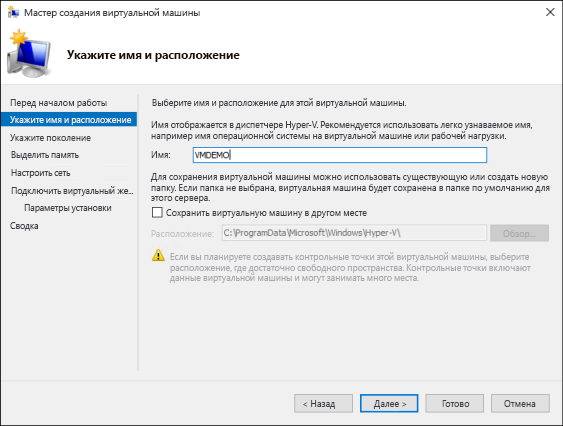 Мастер создания виртуальной машины
Укажите имя и расположение
Перед началом работы
Укажите имя и расположение
Укажите поколение
Выделить память
Настроить сеть
Подключить виртуальный же...
Параметры установки
Сводка
Выберите имя и расположение для этой виртуальной машины.
Имя отображается в диспетчере Hyper-V. Рекомендуется использовать легко узнаваемое имя,
например имя операционной системы на виртуальной машине или рабочей нагрузки.
Имя: VMDEMO
Для сохранения виртуальной машины можно использовать существующую или создать новую
папку. Если папка не выбрана, виртуальная машина будет сохранена в папке по умолчанию для
этого сервера.
Сохранить виртуальную машину в другом месте
Расположение: C:\ProgramData\Microsoft\Windows\Hyper-V\ Обзор...
Если вы планируете создавать контрольные точки этой виртуальной машины, выберите
расположение, где достаточно свободного пространства. Контрольные точки включают
данные виртуальной машины и могут занимать много места.
< Назад Далее > Готово Отмена